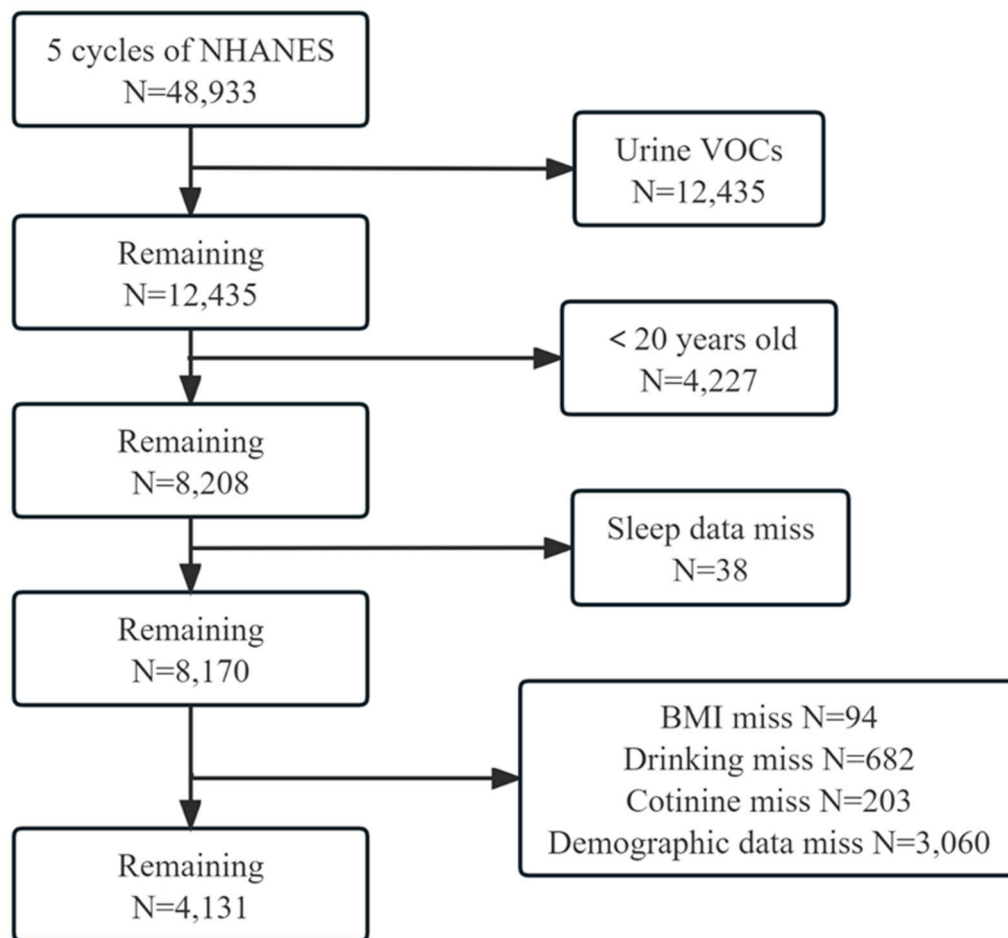 5 cycles of NHANES
N=48,933
Urine VOCs
N=12,435
Remaining
N=12,435
< 20 years old
N=4,227
Remaining
N=8,208
Sleep data miss
N=38
Remaining
N=8,170
BMI miss N=94
Drinking miss N=682
Cotinine miss N=203
Demographic data miss N=3,060
Remaining
N=4,131